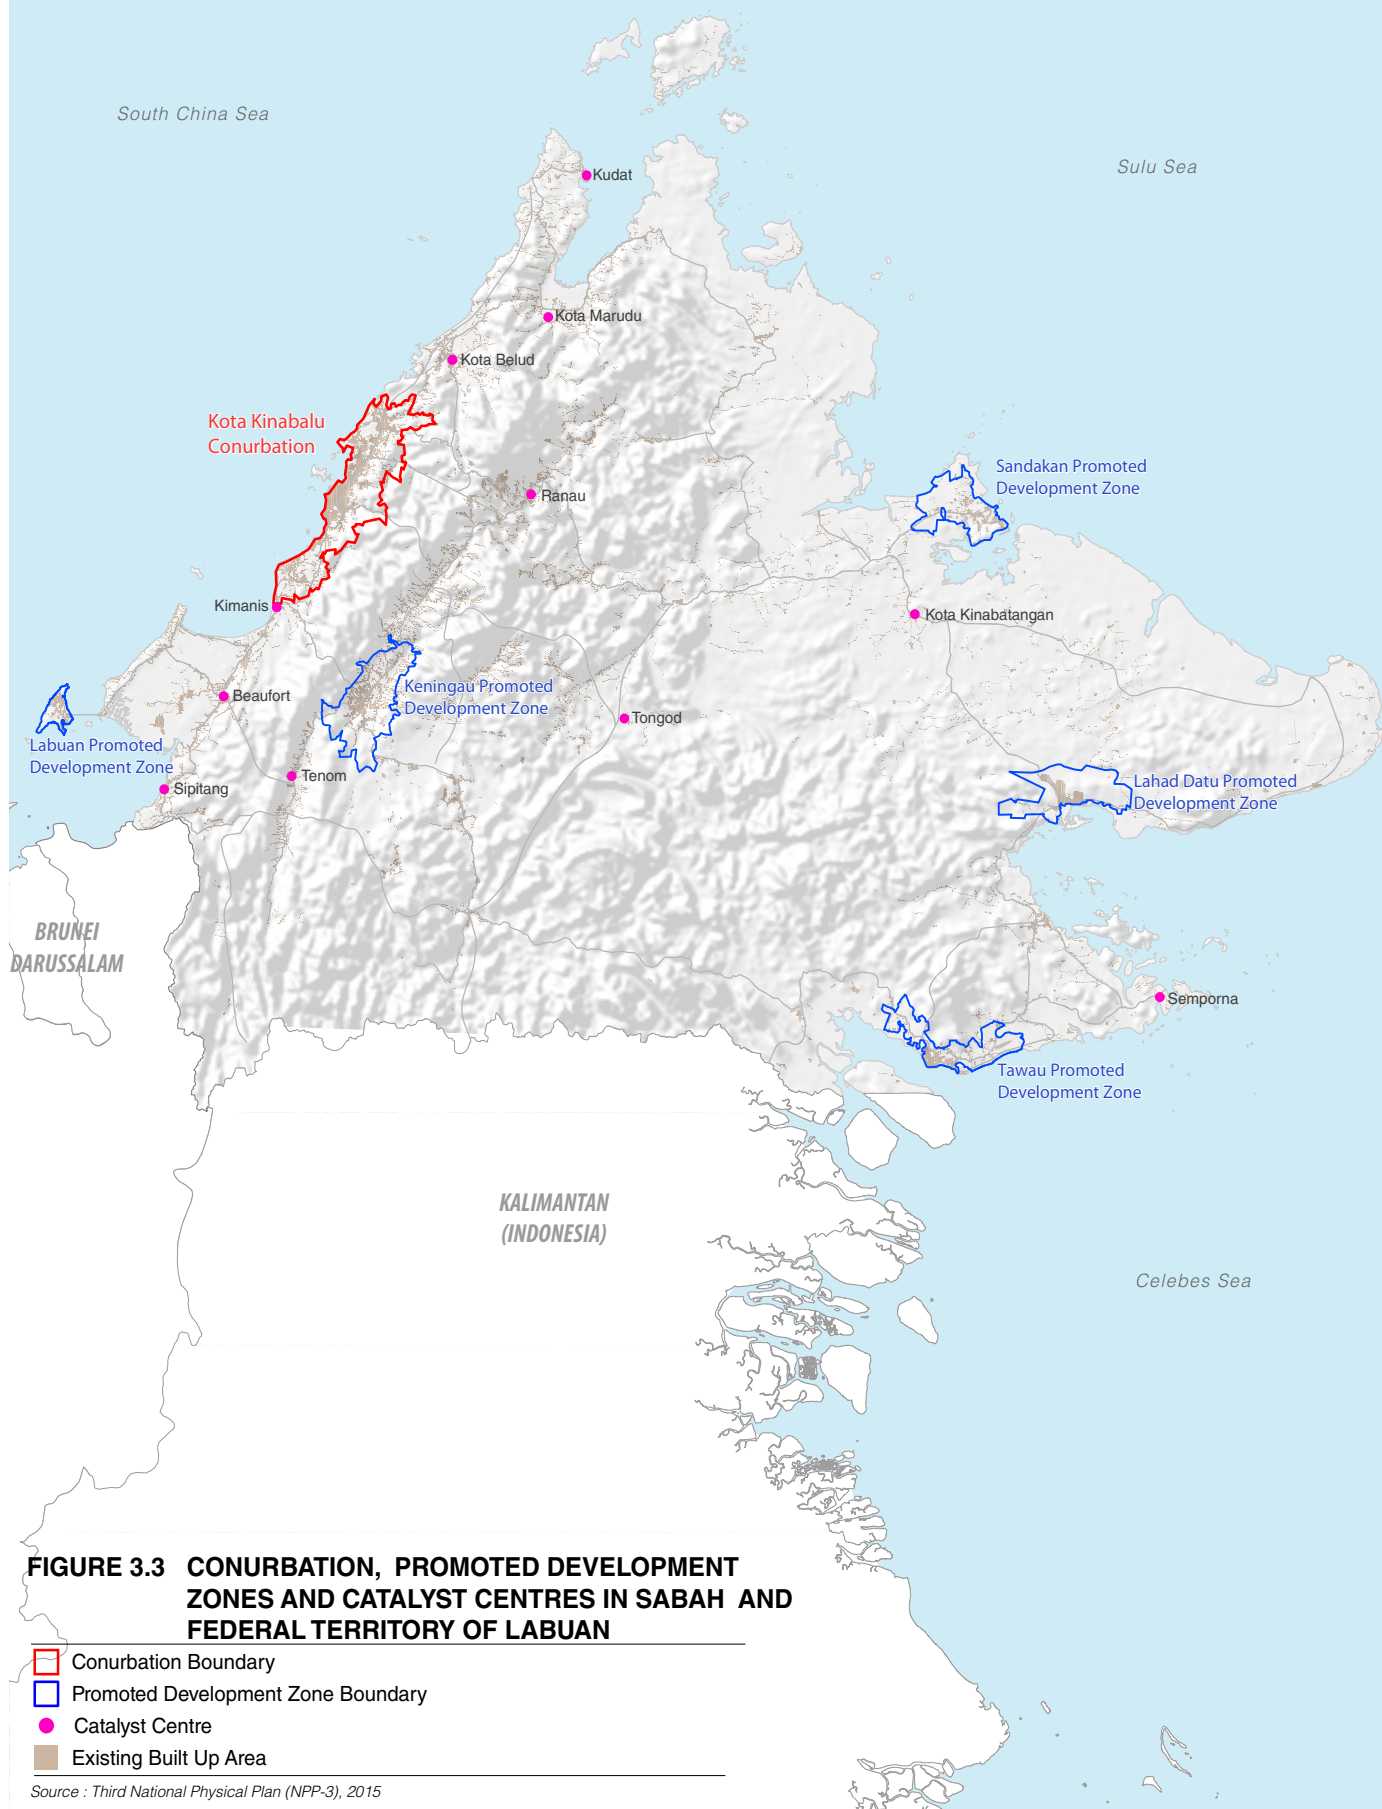 South China Sea
Sulu Sea
Kudat
Kota Marudu
Kota Belud
Kota Kinabalu
Conurbation
Sandakan Promoted
Development Zone
Ranau
Kimanis
Kota Kinabatangan
Keningau Promoted
Development Zone
Beaufort
Tongod
Labuan Promoted
Development Zone
Tenom
Sipitang
Lahad Datu Promoted
Development Zone
BRUNEI
DARUSSALAM
Semporna
Tawau Promoted
Development Zone
KALIMANTAN
(INDONESIA)
Celebes Sea
FIGURE 3.3 CONURBATION, PROMOTED DEVELOPMENT
ZONES AND CATALYST CENTRES IN SABAH AND
FEDERAL TERRITORY OF LABUAN
Conurbation Boundary
Promoted Development Zone Boundary
Catalyst Centre
Existing Built Up Area
Source : Third National Physical Plan (NPP-3), 2015